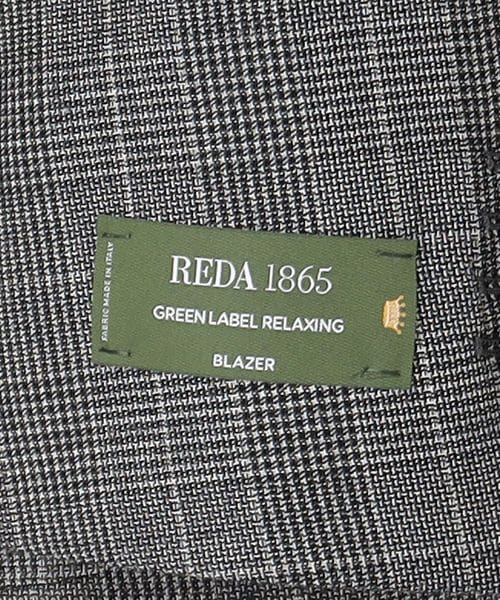 REDA 1865
GREEN LABEL RELAXING
BLAZER
FABRIC MADE IN ITALY